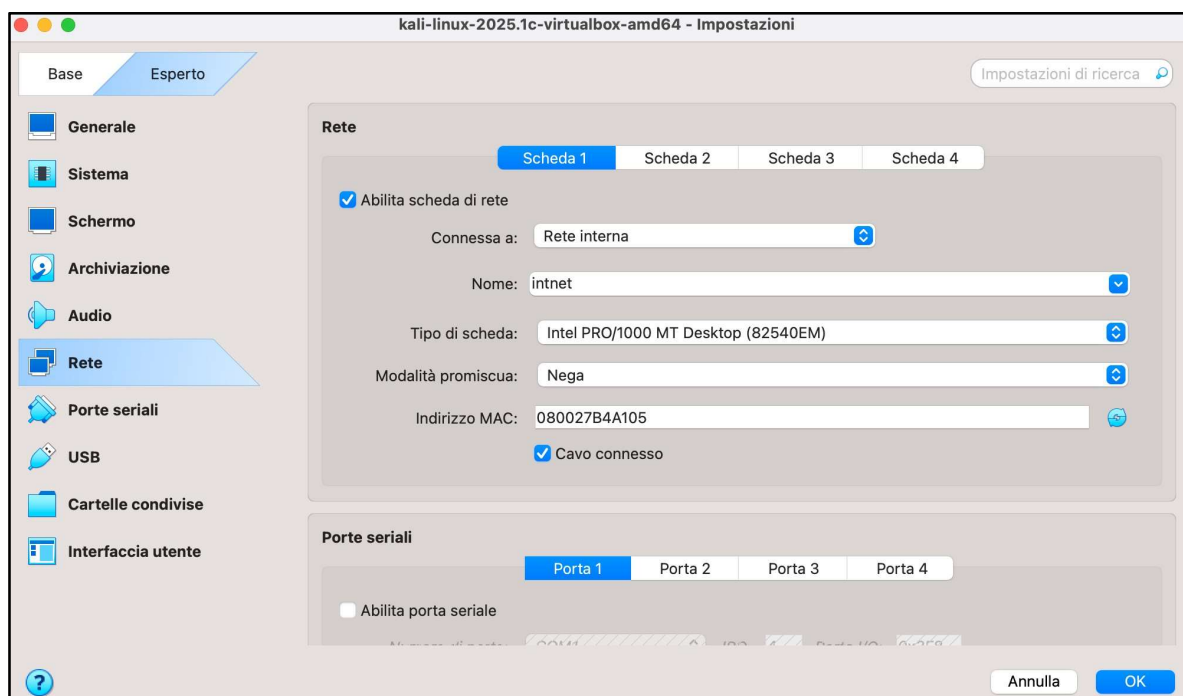 kali-linux-2025.1c-virtualbox-amd64 - Impostazioni
Base Esperto
Impostazioni di ricerca
Generale
Sistema
Schermo
Archiviazione
Audio
Rete
Porte seriali
USB
Cartelle condivise
Interfaccia utente
Rete
Scheda 1 Scheda 2 Scheda 3 Scheda 4
Abilita scheda di rete
Connessa a: Rete interna
Nome: intnet
Tipo di scheda: Intel PRO/1000 MT Desktop (82540EM)
Modalità promiscua: Nega
Indirizzo MAC: 080027B4A105
Cavo connesso
Porte seriali
Porta 1 Porta 2 Porta 3 Porta 4
Abilita porta seriale
?
Annulla OK